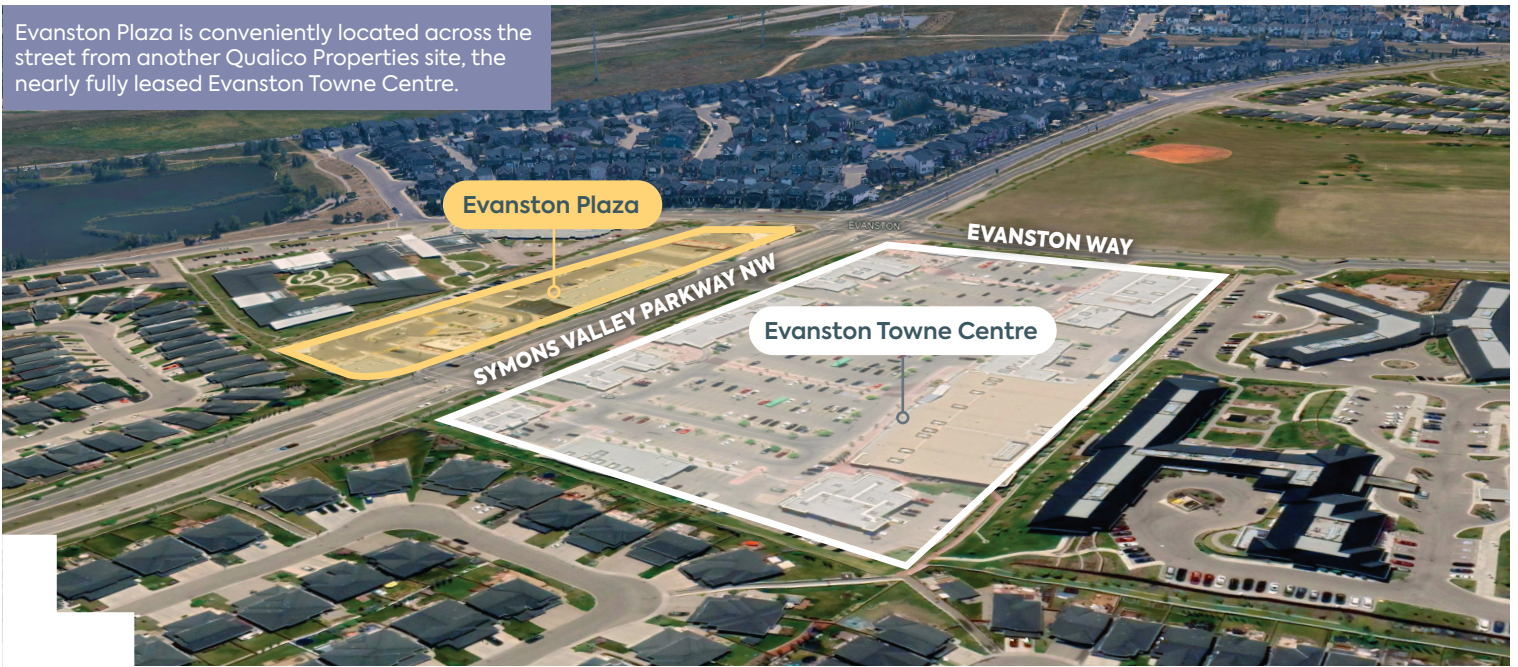 Evanston Plaza is conveniently located across the
street from another Qualico Properties site, the
nearly fully leased Evanston Towne Centre.
Evanston Plaza
EVANSTON
EVANSTON WAY
SYMONS VALLEY PARKWAY NW
Evanston Towne Centre